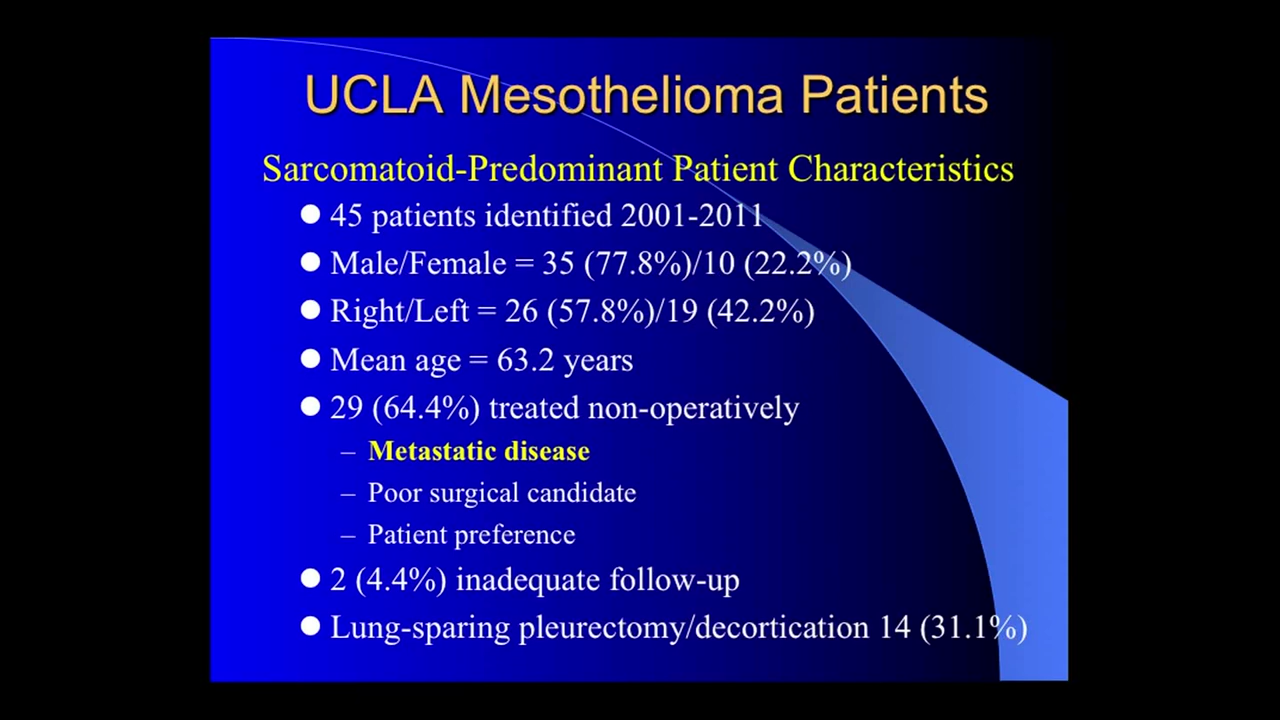 UCLA Mesothelioma Patients
Sarcomatoid-Predominant Patient Characteristics
● 45 patients identified 2001-2011
● Male/Female = 35 (77.8%)/10 (22.2%)
● Right/Left = 26 (57.8%)/19 (42.2%)
● Mean age = 63.2 years
● 29 (64.4%) treated non-operatively
– Metastatic disease
– Poor surgical candidate
– Patient preference
● 2 (4.4%) inadequate follow-up
● Lung-sparing pleurectomy/decortication 14 (31.1%)